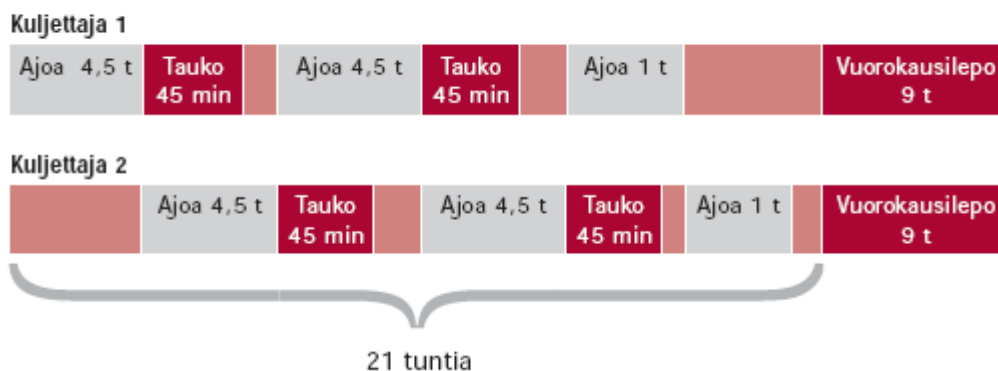 Kuljettaja 1
Ajoa 4,5 t Tauko Ajoa 4,5 t Tauko Ajoa 1 t Vuorokausilepo
45 min 45 min 9 t
Kuljettaja 2
Ajoa 4,5 t Tauko Ajoa 4,5 t Tauko Ajoa 1 t Vuorokausilepo
45 min 45 min 9 t
21 tuntia